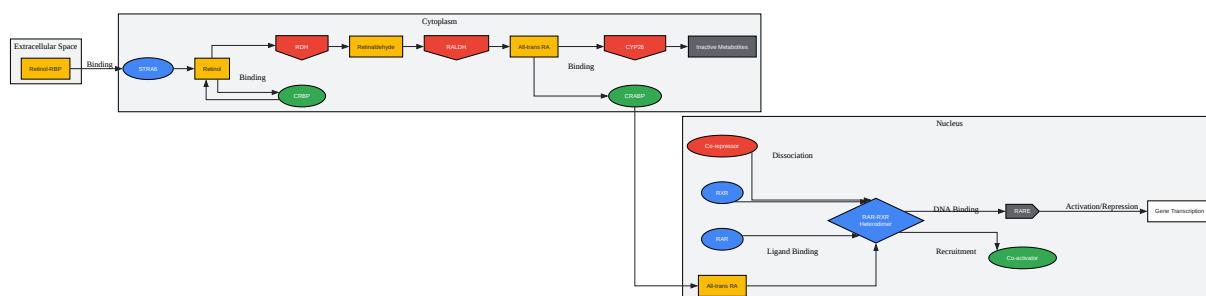 Cytoplasm
Extracellular Space
Retinol-RBP
Binding
STRA6
Retinol
RDH
Retinaldehyde
RALDH
All-trans RA
CYP26
Inactive Metabolites
Binding
CRBP
Binding
CRABP
Nucleus
Co-repressor
Dissociation
RXR
RAR
RAR-RXR
Heterodimer
DNA Binding
RARE
Activation/Repression
Gene Transcription
Ligand Binding
Recruitment
Co-activator
All-trans RA